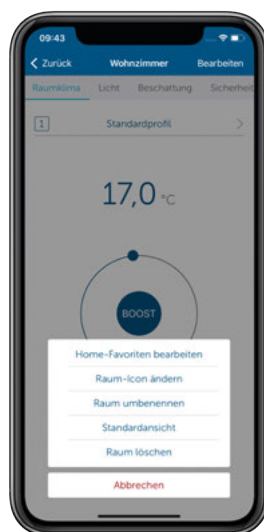 09:43
Zurück Wohnzimmer Bearbeiten
Raumklima Licht Beschattung Sicherheit
1 Standardprofil
17,0 °C
BOOST
Home-Favoriten bearbeiten
Raum-Icon ändern
Raum umbenennen
Standardansicht
Raum löschen
Abbrechen